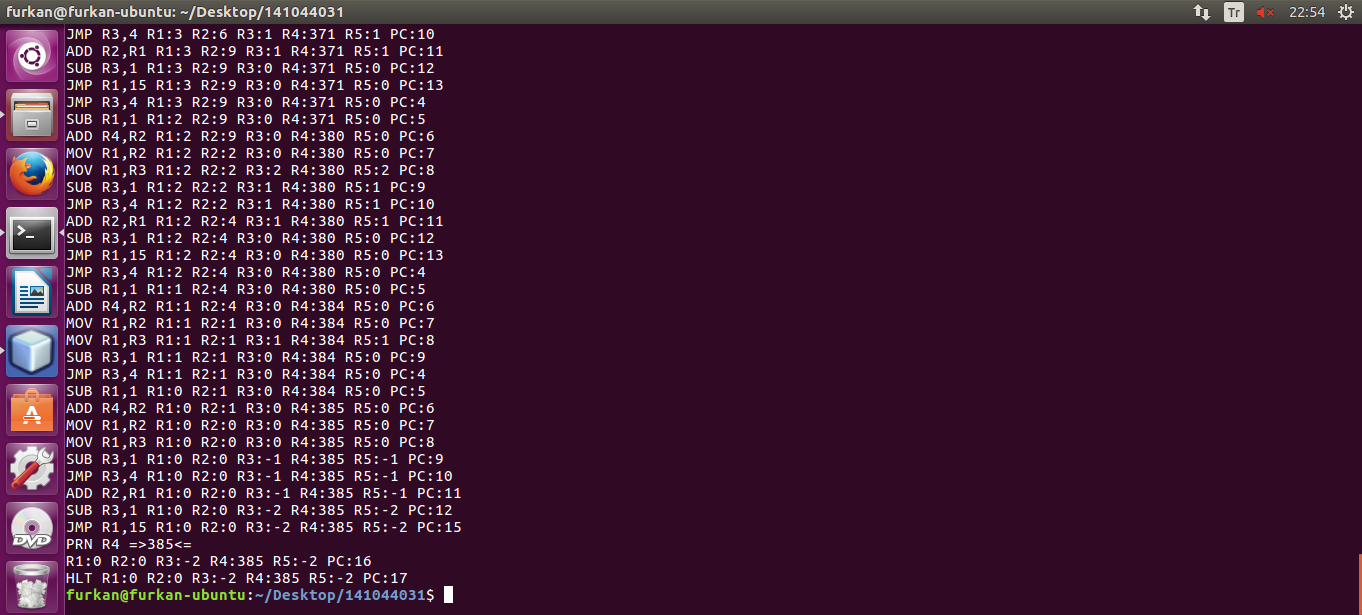 furkan@furkan-ubuntu: ~/Desktop/141044031
Tr
22:54
JMP R3,4 R1:3 R2:6 R3:1 R4:371 R5:1 PC:10
ADD R2,R1 R1:3 R2:9 R3:1 R4:371 R5:1 PC:11
SUB R3,1 R1:3 R2:9 R3:0 R4:371 R5:0 PC:12
JMP R1,15 R1:3 R2:9 R3:0 R4:371 R5:0 PC:13
JMP R3,4 R1:3 R2:9 R3:0 R4:371 R5:0 PC:4
SUB R1,1 R1:2 R2:9 R3:0 R4:371 R5:0 PC:5
ADD R4,R2 R1:2 R2:9 R3:0 R4:380 R5:0 PC:6
MOV R1,R2 R1:2 R2:2 R3:0 R4:380 R5:0 PC:7
MOV R1,R3 R1:2 R2:2 R3:2 R4:380 R5:2 PC:8
SUB R3,1 R1:2 R2:2 R3:1 R4:380 R5:1 PC:9
JMP R3,4 R1:2 R2:2 R3:1 R4:380 R5:1 PC:10
ADD R2,R1 R1:2 R2:4 R3:1 R4:380 R5:1 PC:11
SUB R3,1 R1:2 R2:4 R3:0 R4:380 R5:0 PC:12
JMP R1,15 R1:2 R2:4 R3:0 R4:380 R5:0 PC:13
JMP R3,4 R1:2 R2:4 R3:0 R4:380 R5:0 PC:4
SUB R1,1 R1:1 R2:4 R3:0 R4:380 R5:0 PC:5
ADD R4,R2 R1:1 R2:4 R3:0 R4:384 R5:0 PC:6
MOV R1,R2 R1:1 R2:1 R3:0 R4:384 R5:0 PC:7
MOV R1,R3 R1:1 R2:1 R3:1 R4:384 R5:1 PC:8
SUB R3,1 R1:1 R2:1 R3:0 R4:384 R5:0 PC:9
JMP R3,4 R1:1 R2:1 R3:0 R4:384 R5:0 PC:4
SUB R1,1 R1:0 R2:1 R3:0 R4:384 R5:0 PC:5
ADD R4,R2 R1:0 R2:1 R3:0 R4:385 R5:0 PC:6
MOV R1,R2 R1:0 R2:0 R3:0 R4:385 R5:0 PC:7
MOV R1,R3 R1:0 R2:0 R3:0 R4:385 R5:0 PC:8
SUB R3,1 R1:0 R2:0 R3:-1 R4:385 R5:-1 PC:9
JMP R3,4 R1:0 R2:0 R3:-1 R4:385 R5:-1 PC:10
ADD R2,R1 R1:0 R2:0 R3:-1 R4:385 R5:-1 PC:11
SUB R3,1 R1:0 R2:0 R3:-2 R4:385 R5:-2 PC:12
JMP R1,15 R1:0 R2:0 R3:-2 R4:385 R5:-2 PC:15
PRN R4 =>385<=
R1:0 R2:0 R3:-2 R4:385 R5:-2 PC:16
HLT R1:0 R2:0 R3:-2 R4:385 R5:-2 PC:17
furkan@furkan-ubuntu:~/Desktop/141044031$
DVD